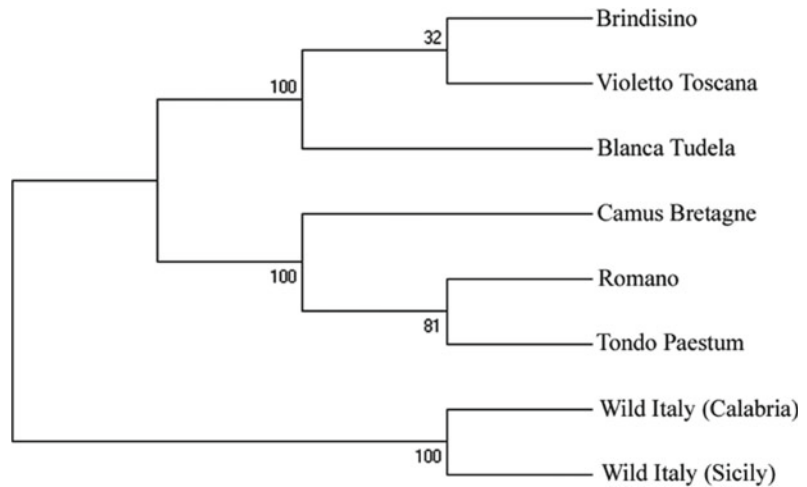 Brindisino
32
Violetto Toscana
100
Blanca Tudela
Camus Bretagne
100
Romano
81
Tondo Paestum
Wild Italy (Calabria)
100
Wild Italy (Sicily)